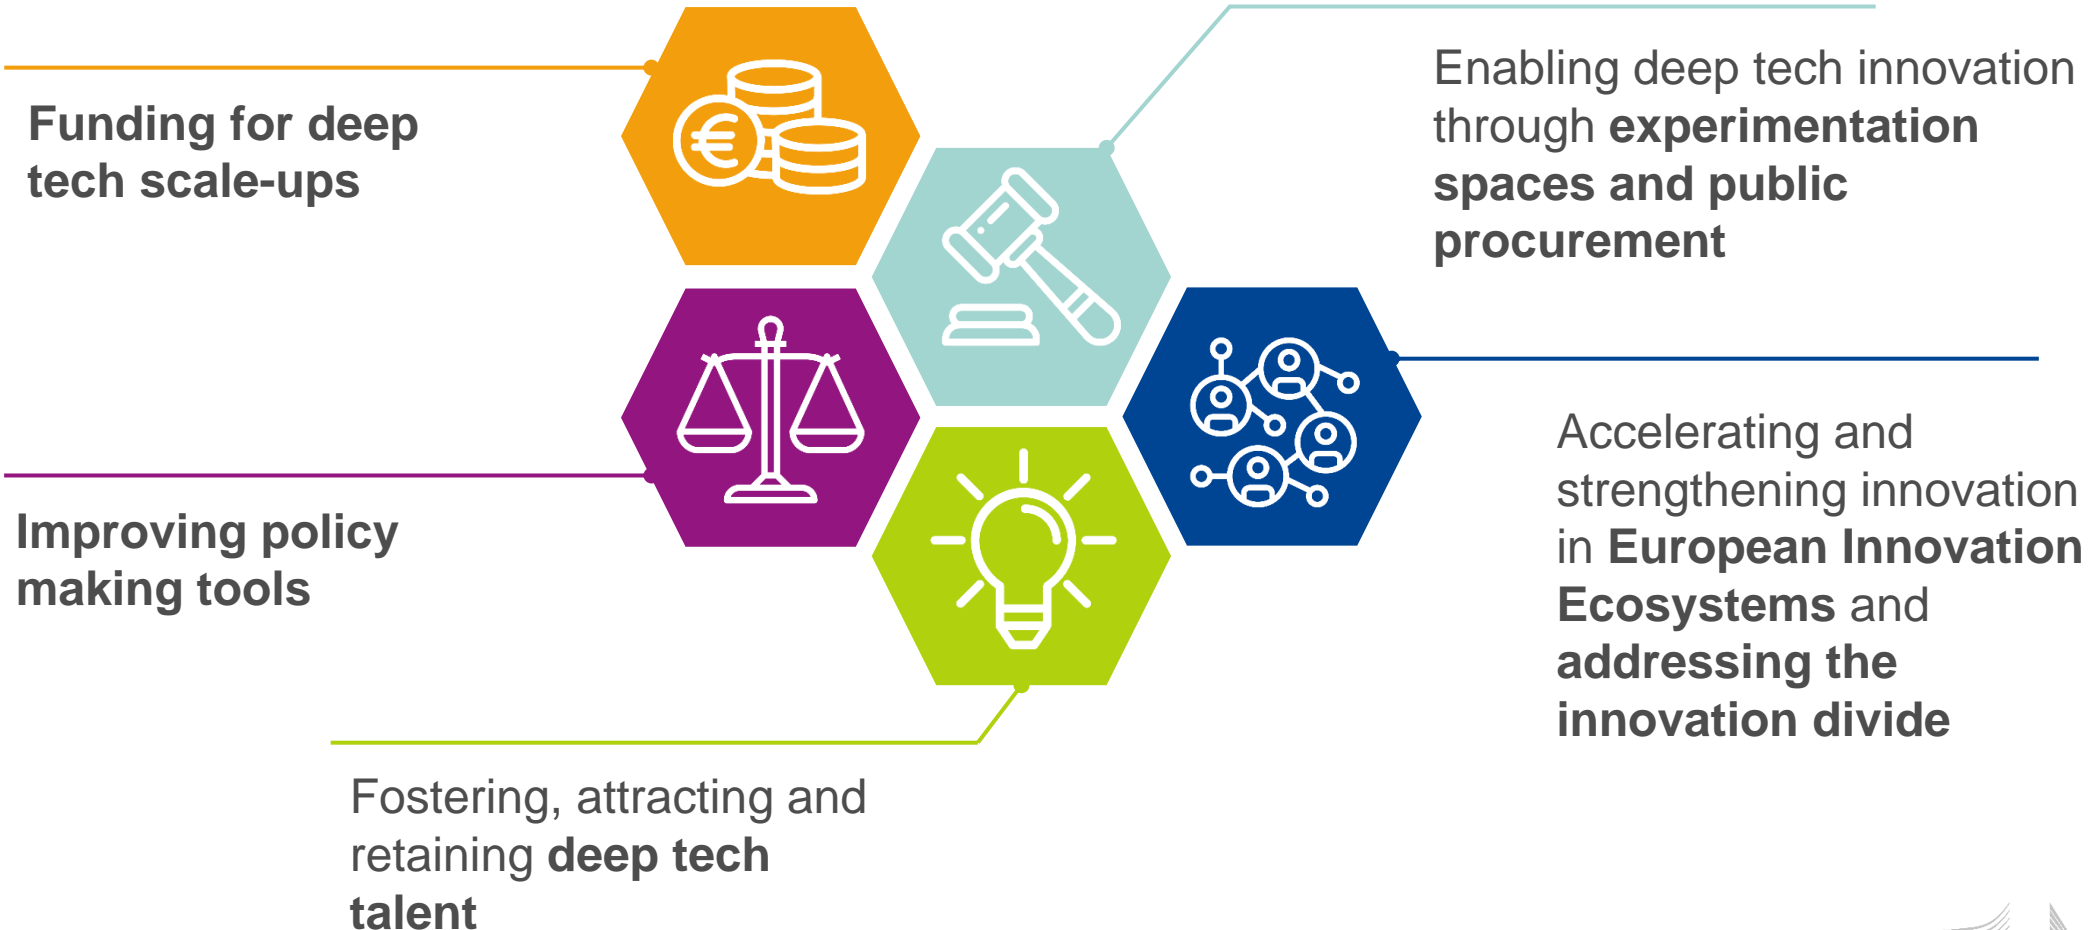 Funding for deep
tech scale-ups
Enabling deep tech innovation
through experimentation
spaces and public
procurement
Improving policy
making tools
Accelerating and
strengthening innovation
in European Innovation
Ecosystems and
addressing the
innovation divide
Fostering, attracting and
retaining deep tech
talent